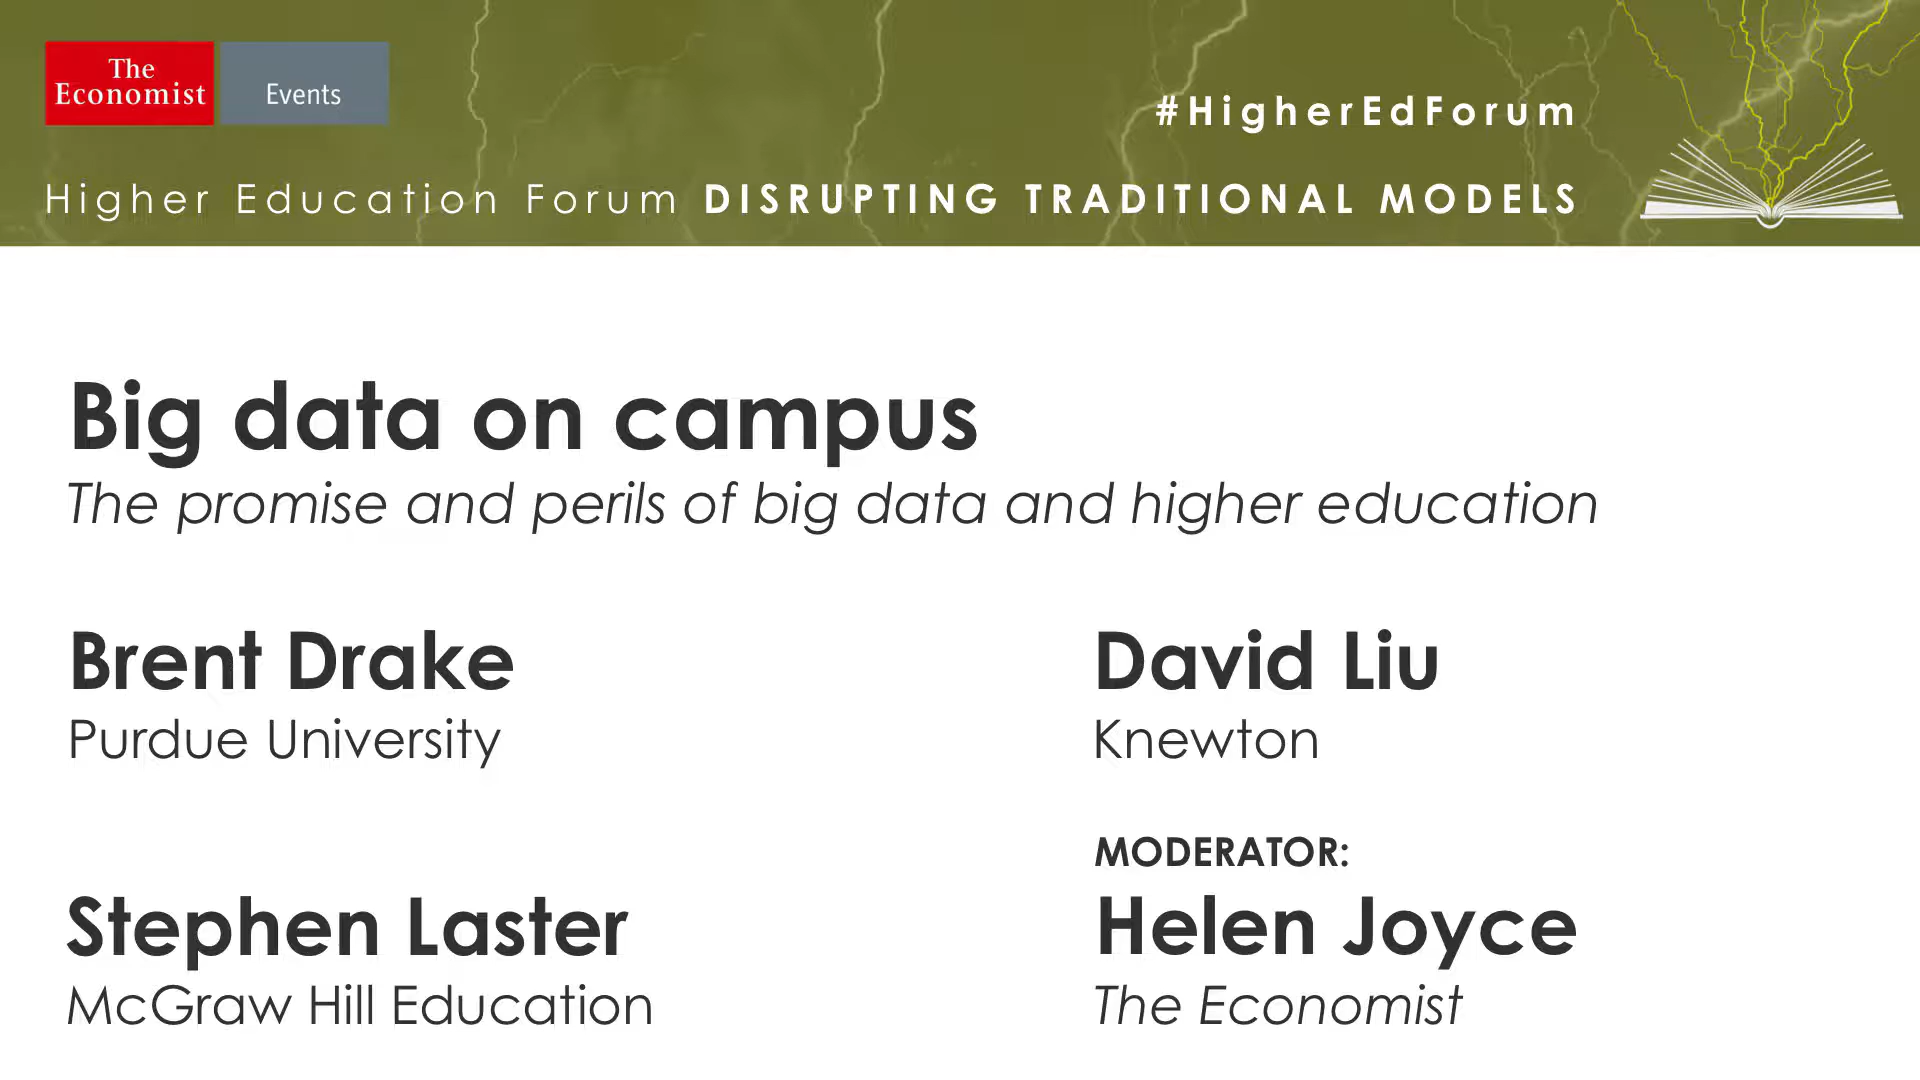 The
Economist
Events
#HigherEdForum
Higher Education Forum DISRUPTING TRADITIONAL MODELS
Big data on campus
The promise and perils of big data and higher education
Brent Drake
Purdue University
David Liu
Knewton
Stephen Laster
McGraw Hill Education
MODERATOR:
Helen Joyce
The Economist